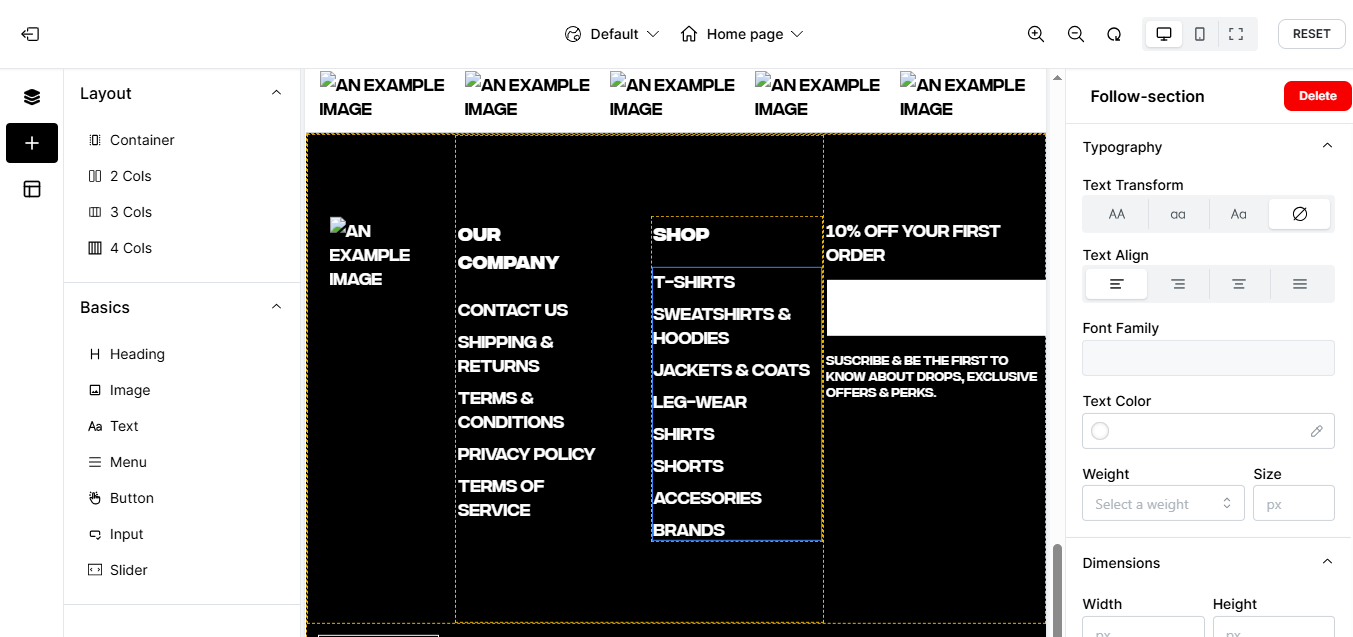 Default
Home page
RESET
Layout
Container
2 Cols
3 Cols
4 Cols
Basics
H Heading
Image
Aa Text
Menu
Button
Input
Slider
AN EXAMPLE
IMAGE
AN EXAMPLE
IMAGE
AN EXAMPLE
IMAGE
AN EXAMPLE
IMAGE
AN EXAMPLE
IMAGE
AN
EXAMPLE
IMAGE
OUR
COMPANY
CONTACT US
SHIPPING &
RETURNS
TERMS &
CONDITIONS
PRIVACY POLICY
TERMS OF
SERVICE
SHOP
T-SHIRTS
SWEATSHIRTS &
HOODIES
JACKETS & COATS
LEG-WEAR
SHIRTS
SHORTS
ACCESORIES
BRANDS
10% OFF YOUR FIRST
ORDER
SUSCRIBE & BE THE FIRST TO
KNOW ABOUT DROPS, EXCLUSIVE
OFFERS & PERKS.
Follow-section
Delete
Typography
Text Transform
AA aa Aa
Text Align
Font Family
Text Color
Weight Size
Select a weight px
Dimensions
Width Height
px px